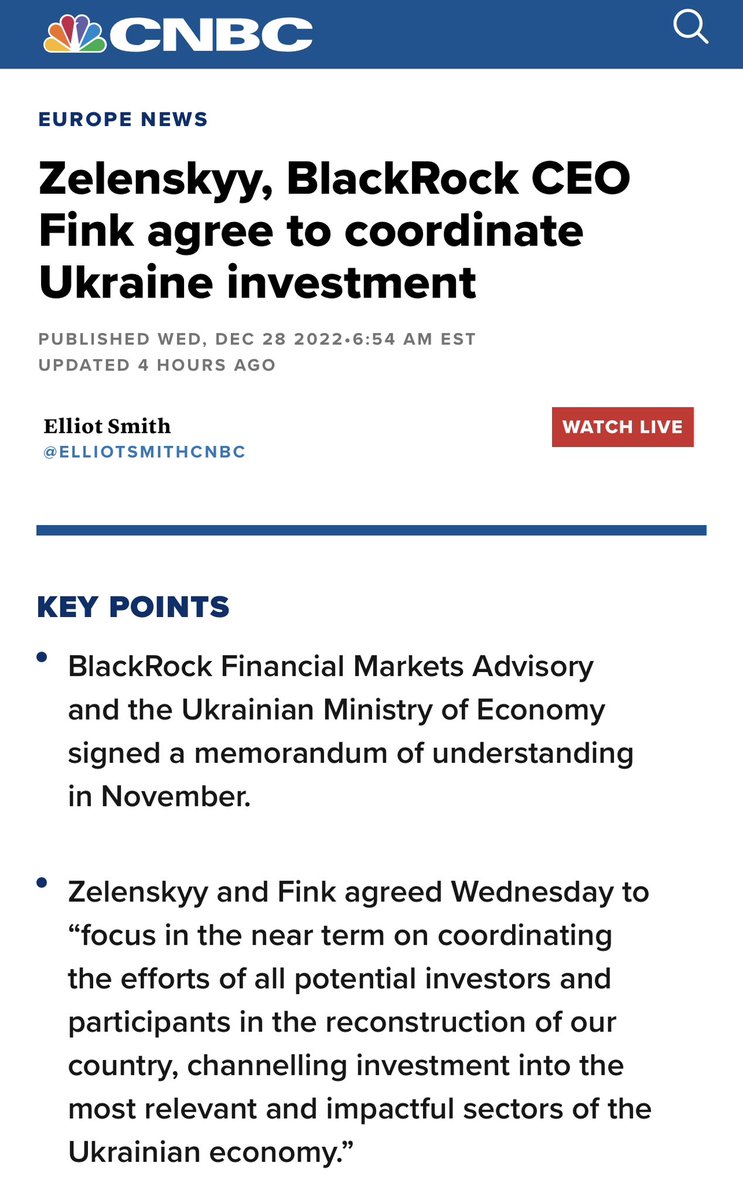 CNBC
EUROPE NEWS
Zelenskyy, BlackRock CEO
Fink agree to coordinate
Ukraine investment
PUBLISHED WED, DEC 28 2022•6:54 AM EST
UPDATED 4 HOURS AGO
Elliot Smith
@ELLIOTSMITHCNBC
WATCH LIVE
KEY POINTS
• BlackRock Financial Markets Advisory
and the Ukrainian Ministry of Economy
signed a memorandum of understanding
in November.
• Zelenskyy and Fink agreed Wednesday to
“focus in the near term on coordinating
the efforts of all potential investors and
participants in the reconstruction of our
country, channelling investment into the
most relevant and impactful sectors of the
Ukrainian economy.”